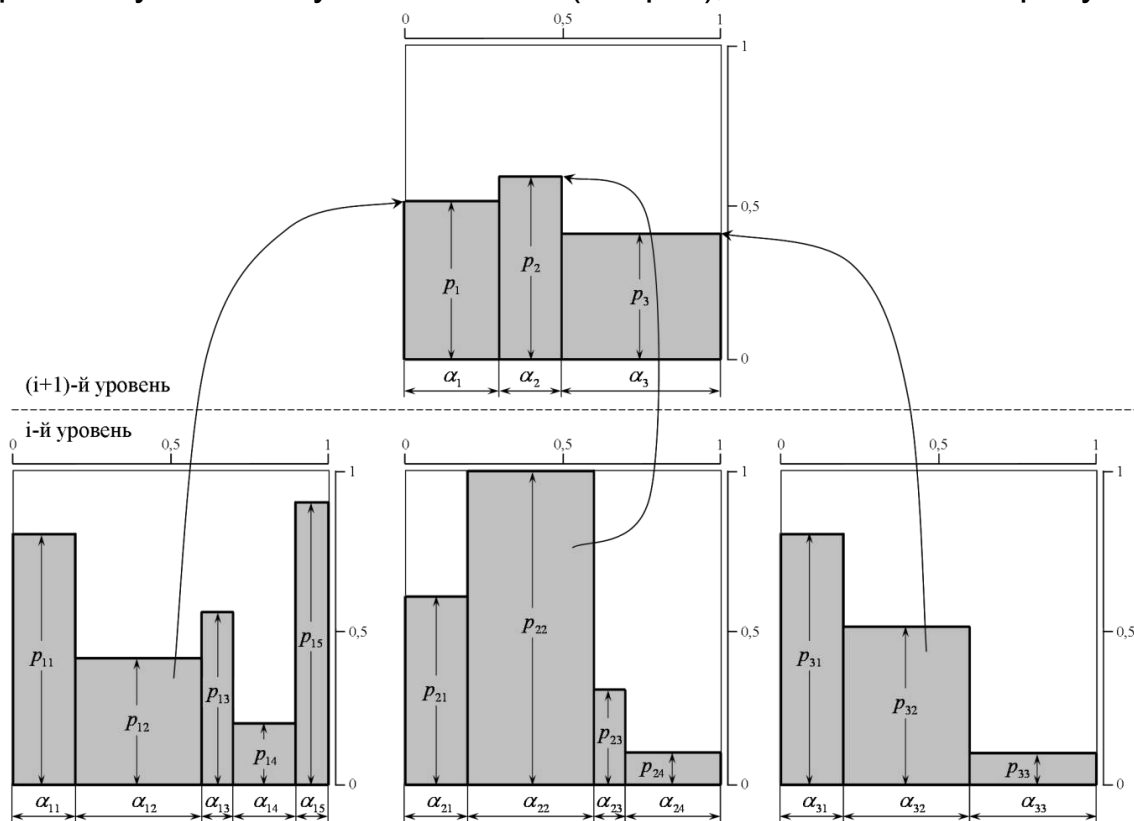 0 0,5 1
1
0,5
p₁ p₂ p₃
0
α₁ α₂ α₃
(i+1)-й уровень
i-й уровень
0 0,5 1 0 0,5 1 0 0,5 1
1 1 1
0,5 0,5 0,5
p₁₁ p₁₂ p₁₃ p₁₄ p₁₅ p₂₁ p₂₂ p₂₃ p₂₄ p₃₁ p₃₂ p₃₃
0 0 0
α₁₁ α₁₂ α₁₃ α₁₄ α₁₅ α₂₁ α₂₂ α₂₃ α₂₄ α₃₁ α₃₂ α₃₃